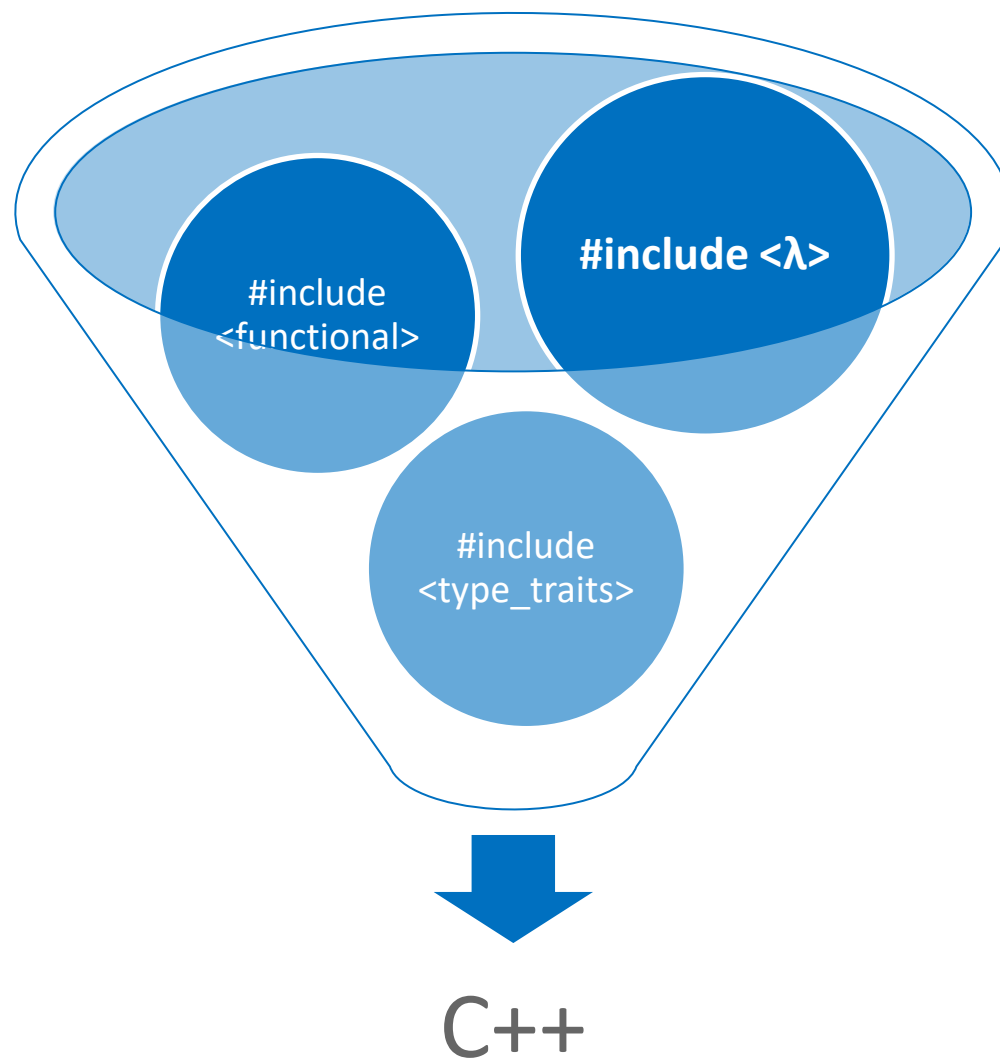 #include
<functional>
#include <λ>
#include
<type_traits>
C++